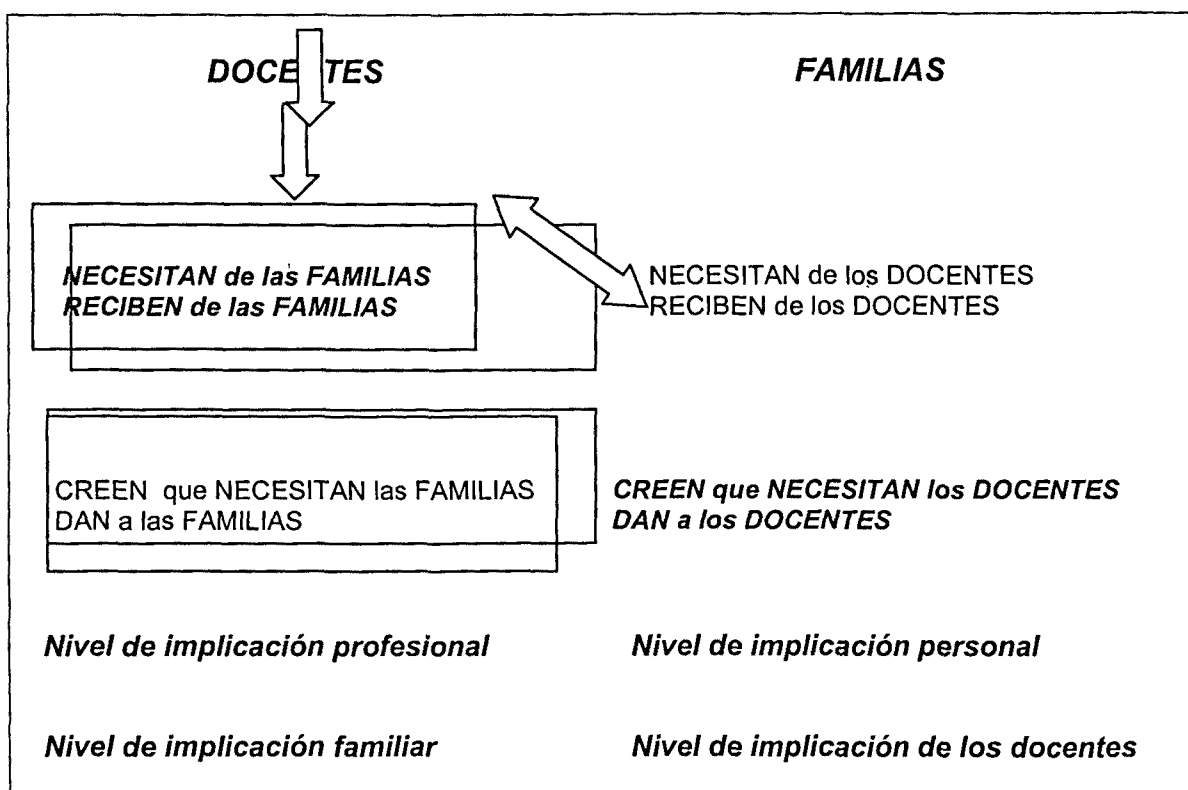 DOCENTES
FAMILIAS
NECESITAN de las FAMILIAS
RECIBEN de las FAMILIAS
NECESITAN de los DOCENTES
RECIBEN de los DOCENTES
CREEN que NECESITAN las FAMILIAS
DAN a las FAMILIAS
CREEN que NECESITAN los DOCENTES
DAN a los DOCENTES
Nivel de implicación profesional
Nivel de implicación personal
Nivel de implicación familiar
Nivel de implicación de los docentes